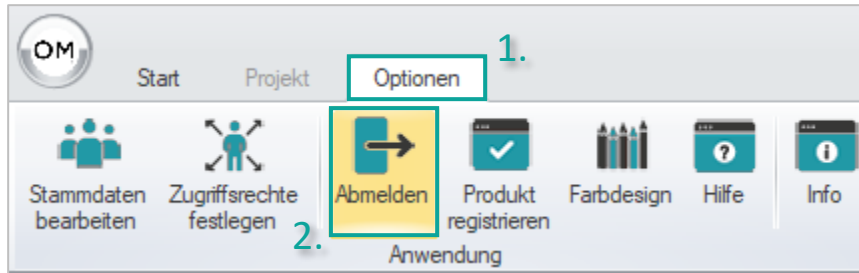 OM
1.
Start Projekt Optionen
Stammdaten Zugriffsrechte Abmelden Produkt Farbdesign Hilfe Info
bearbeiten festlegen registrieren
2.
Anwendung